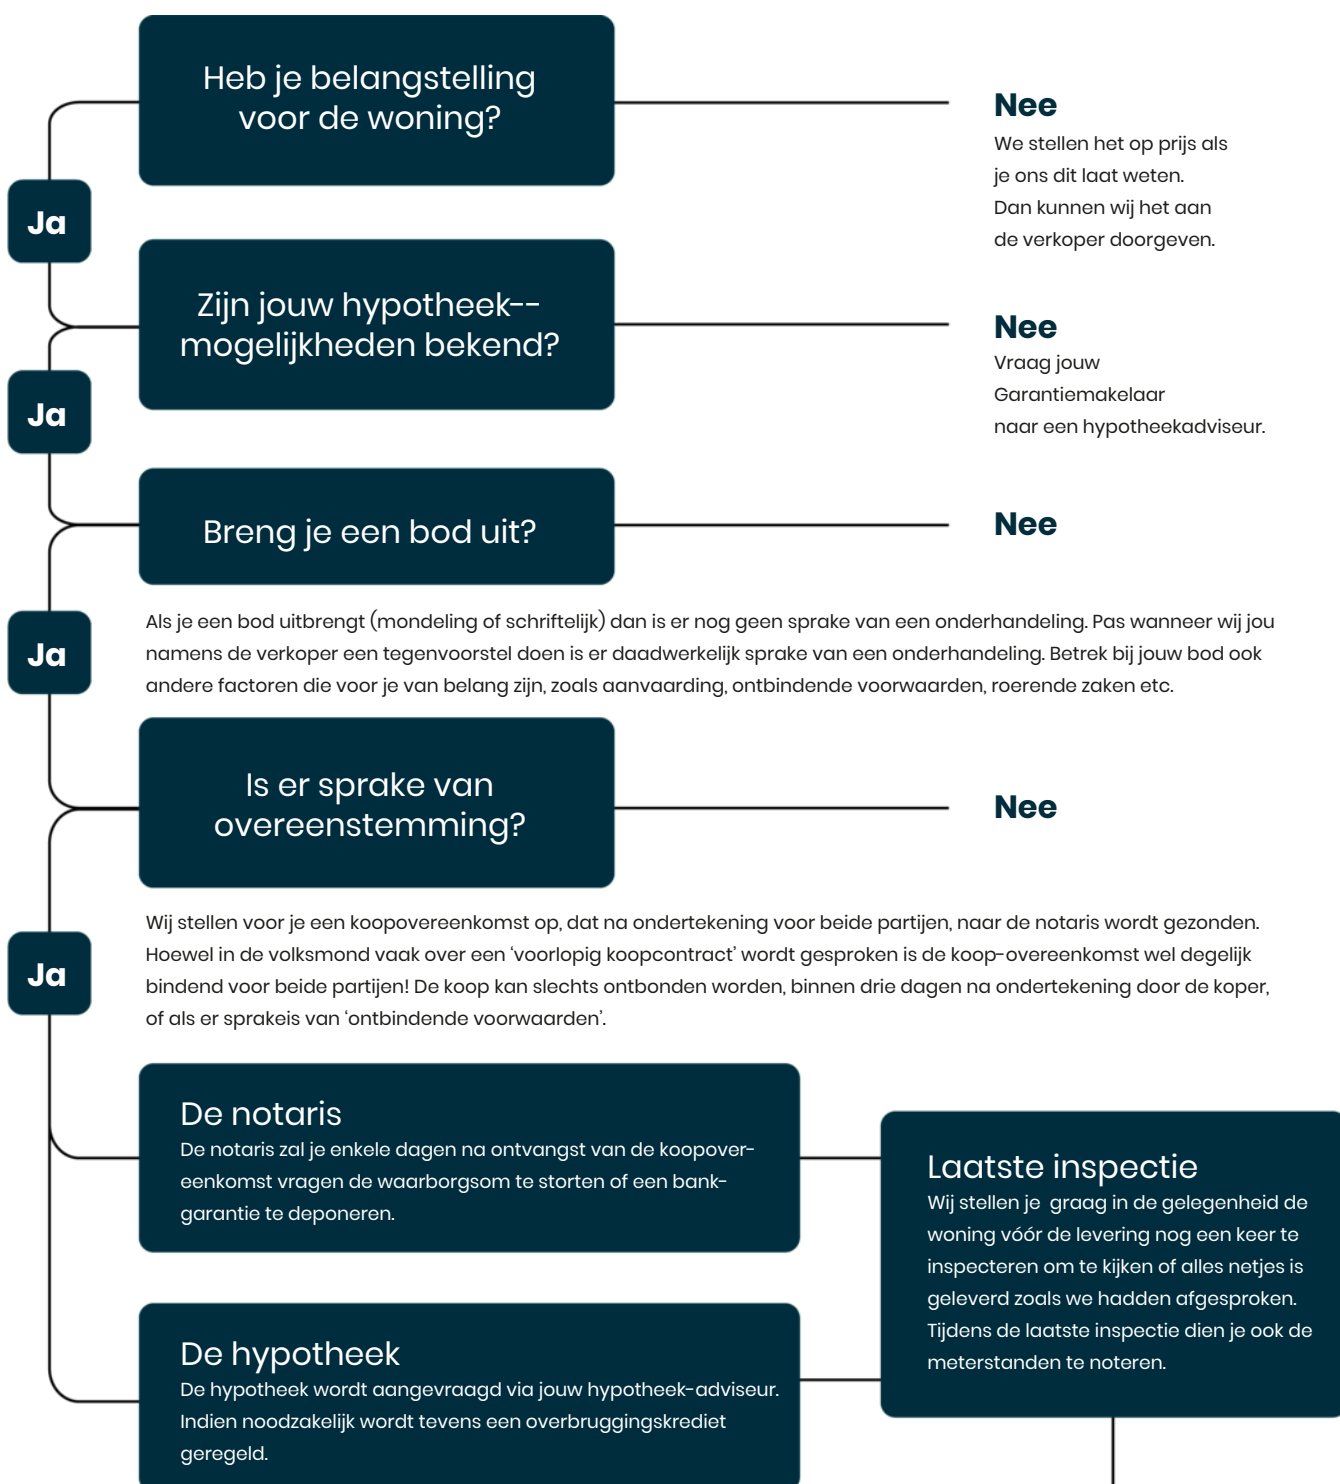 Heb je belangstelling
voor de woning?
Nee
We stellen het op prijs als
je ons dit laat weten.
Dan kunnen wij het aan
de verkoper doorgeven.
Ja
Zijn jouw hypotheek--
mogelijkheden bekend?
Nee
Vraag jouw
Garantiemakelaar
naar een hypotheekadviseur.
Ja
Breng je een bod uit?
Nee
Als je een bod uitbrengt (mondeling of schriftelijk) dan is er nog geen sprake van een onderhandeling. Pas wanneer wij jou
namens de verkoper een tegenvoorstel doen is er daadwerkelijk sprake van een onderhandeling. Betrek bij jouw bod ook
andere factoren die voor je van belang zijn, zoals aanvaarding, ontbindende voorwaarden, roerende zaken etc.
Ja
Is er sprake van
overeenstemming?
Nee
Wij stellen voor je een koopovereenkomst op, dat na ondertekening voor beide partijen, naar de notaris wordt gezonden.
Hoewel in de volksmond vaak over een ‘voorlopig koopcontract’ wordt gesproken is de koop-overeenkomst wel degelijk
bindend voor beide partijen! De koop kan slechts ontbonden worden, binnen drie dagen na ondertekening door de koper,
of als er sprakeis van ‘ontbindende voorwaarden’.
Ja
De notaris
De notaris zal je enkele dagen na ontvangst van de koopover-
eenkomst vragen de waarborgsom te storten of een bank-
garantie te deponeren.
Laatste inspectie
Wij stellen je graag in de gelegenheid de
woning vóór de levering nog een keer te
inspecteren om te kijken of alles netjes is
geleverd zoals we hadden afgesproken.
Tijdens de laatste inspectie dien je ook de
meterstanden te noteren.
De hypotheek
De hypotheek wordt aangevraagd via jouw hypotheek-adviseur.
Indien noodzakelijk wordt tevens een overbruggingskrediet
geregeld.